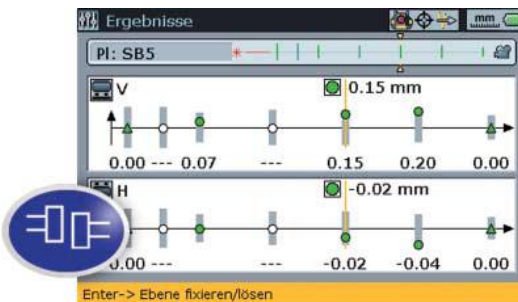 Ergebnisse
mm
Pl: SB5
V
0.15 mm
0.00 --- 0.07 --- 0.15 0.20 0.00
H
-0.02 mm
0.00 --- --- -0.02 -0.04 0.00
Enter-> Ebene fixieren/lösen